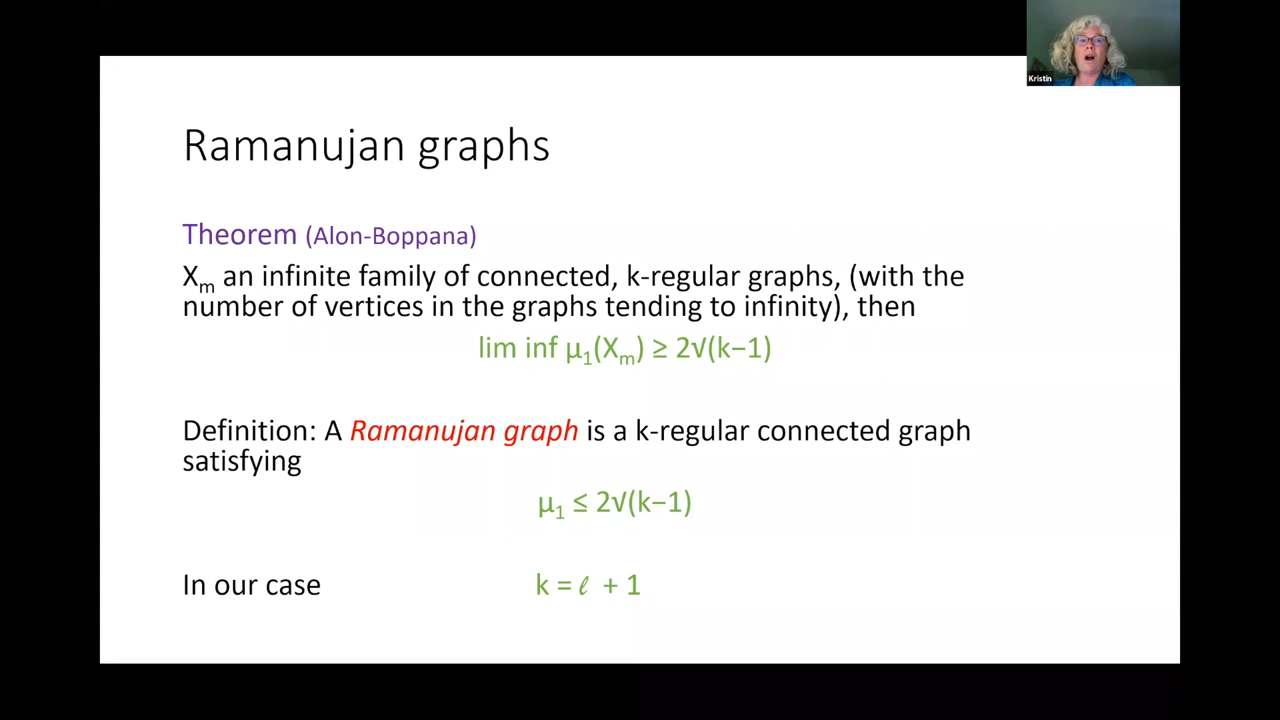 Kristin
Ramanujan graphs
Theorem (Alon-Boppana)
Xₘ an infinite family of connected, k-regular graphs, (with the
number of vertices in the graphs tending to infinity), then
lim inf µ₁(Xₘ) ≥ 2√(k−1)
Definition: A Ramanujan graph is a k-regular connected graph
satisfying
µ₁ ≤ 2√(k−1)
In our case k = ℓ + 1